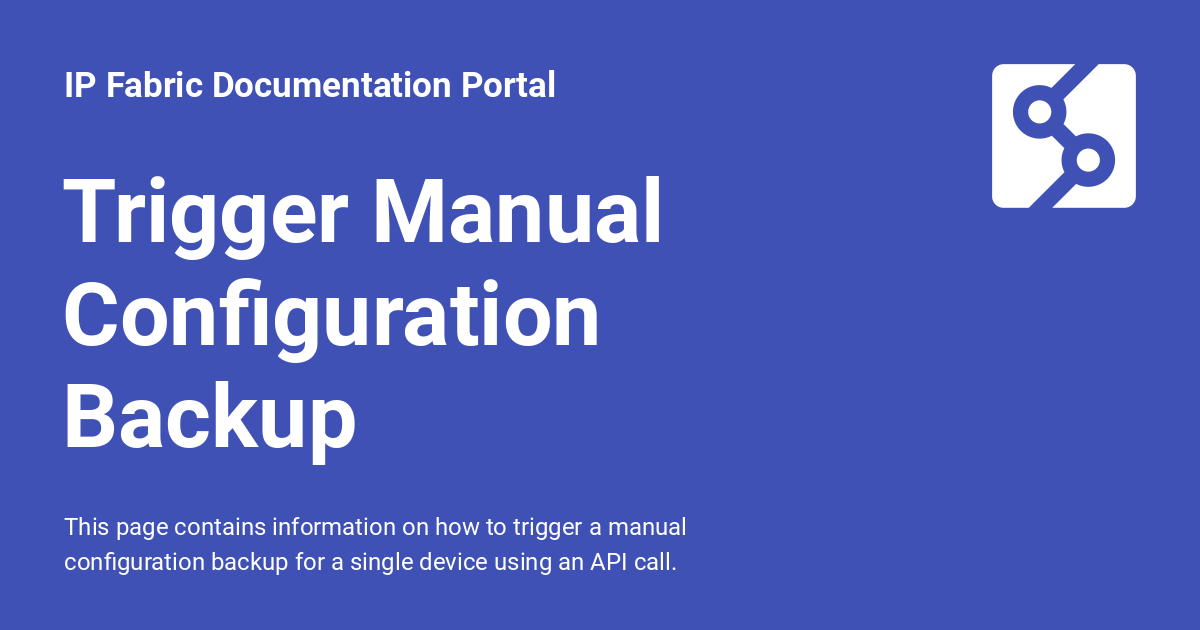 IP Fabric Documentation Portal
Trigger Manual
Configuration
Backup
This page contains information on how to trigger a manual
configuration backup for a single device using an API call.